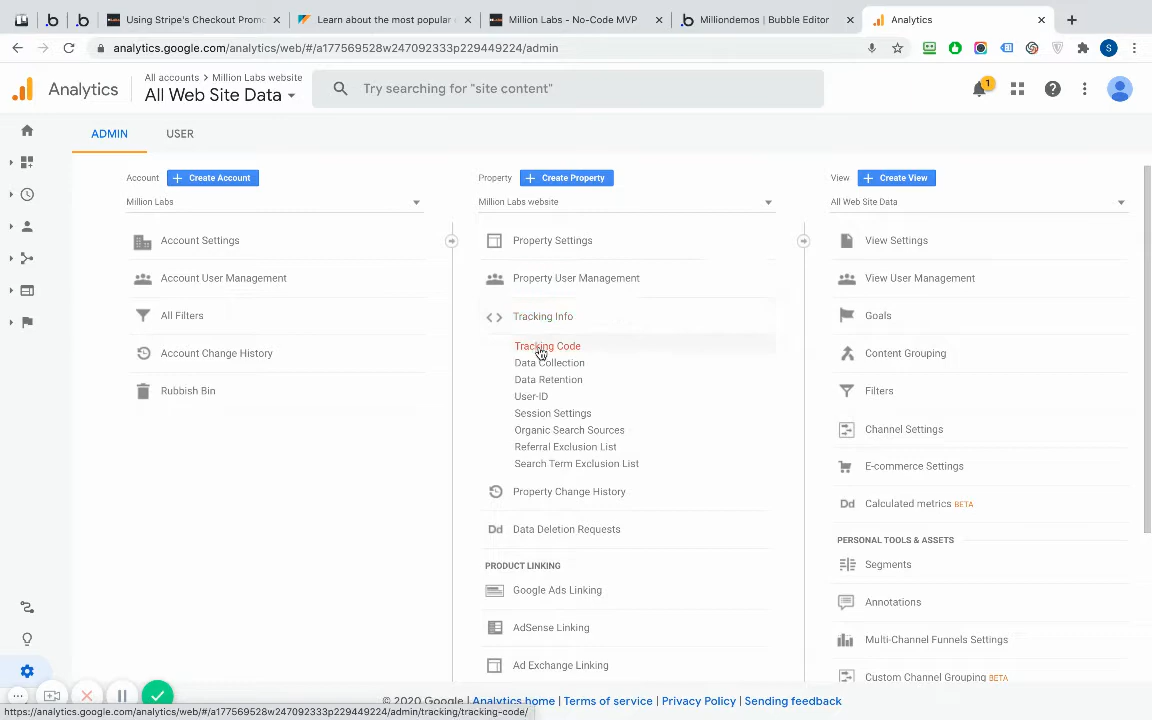 Using Stripe's Checkout Promo
Learn about the most popular
Million Labs - No-Code MVP
Milliondemos | Bubble Editor
Analytics
analytics.google.com/analytics/web/#/a177569528w247092333p229449224/admin
S
Analytics
All accounts > Million Labs website
All Web Site Data
Try searching for "site content"
1
ADMIN
USER
Account
Create Account
Property
Create Property
View
Create View
Million Labs
Million Labs website
All Web Site Data
Account Settings
Account User Management
All Filters
Account Change History
Rubbish Bin
Property Settings
Property User Management
Tracking Info
Tracking Code
Data Collection
Data Retention
User-ID
Session Settings
Organic Search Sources
Referral Exclusion List
Search Term Exclusion List
Property Change History
Dd Data Deletion Requests
PRODUCT LINKING
Google Ads Linking
AdSense Linking
Ad Exchange Linking
View Settings
View User Management
Goals
Content Grouping
Filters
Channel Settings
E-commerce Settings
Dd Calculated metrics BETA
PERSONAL TOOLS & ASSETS
Segments
Annotations
Multi-Channel Funnels Settings
Custom Channel Grouping BETA
© 2020 Google | Analytics home | Terms of service | Privacy Policy | Sending feedback
https://analytics.google.com/analytics/web/#/a177569528w247092333p229449224/admin/tracking/tracking-code/